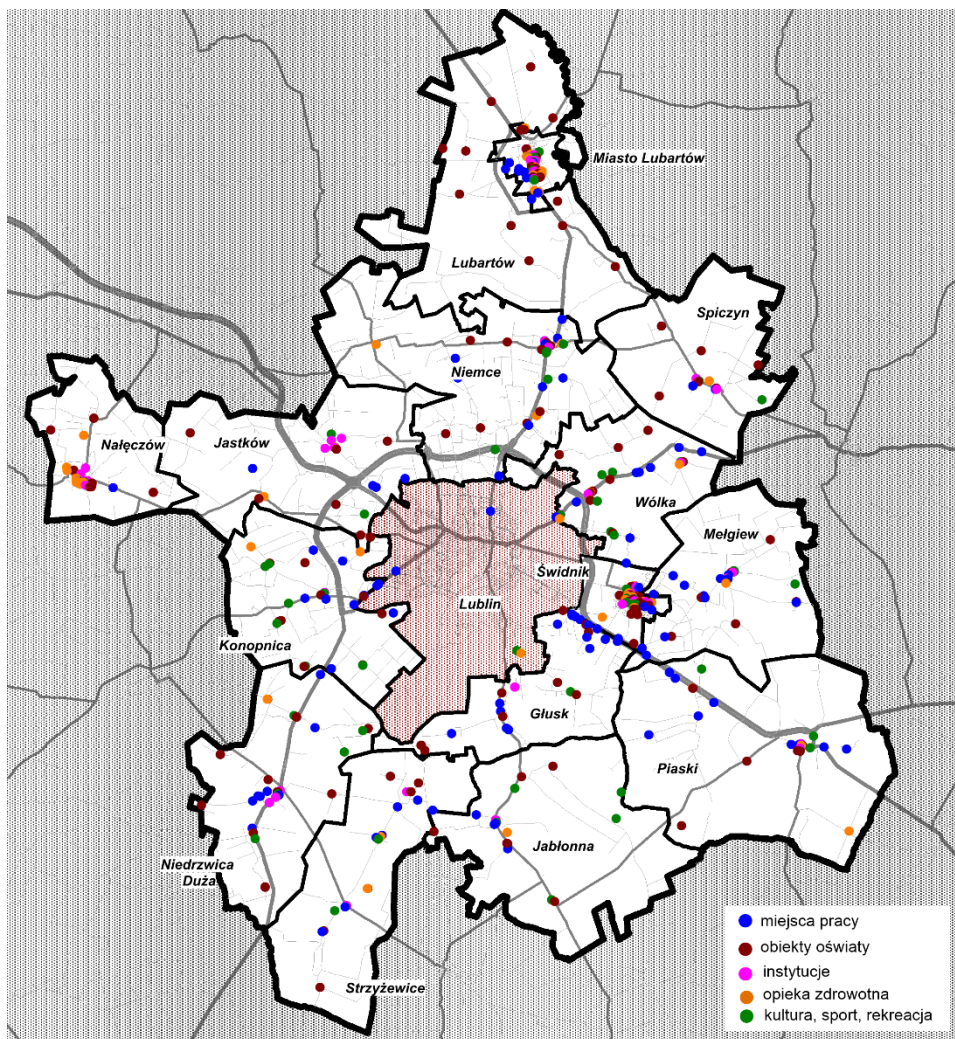 Miasto Lubartów
Lubartów
Spiczyn
Niemce
Nałęczów
Jastków
Wólka
Mełgiew
Świdnik
Lublin
Konopnica
Głusk
Piaski
Jabłonna
Niedrzwica
Duża
Strzyżewice
miejsca pracy
obiekty oświaty
instytucje
opieka zdrowotna
kultura, sport, rekreacja